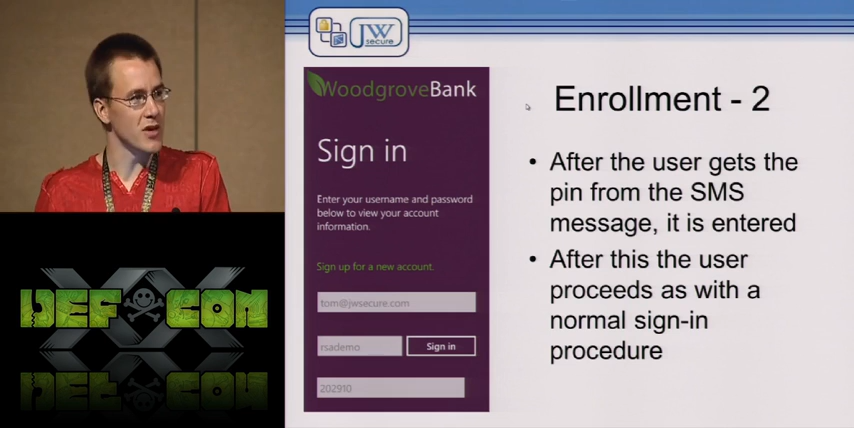 JW
secure
WoodgroveBank
Enrollment - 2
Sign in
Enter your username and password
below to view your account
information.
Sign up for a new account.
tom@jwsecure.com
rsademo
Sign in
202910
• After the user gets the
pin from the SMS
message, it is entered
• After this the user
proceeds as with a
normal sign-in
procedure
DEF CON
XX